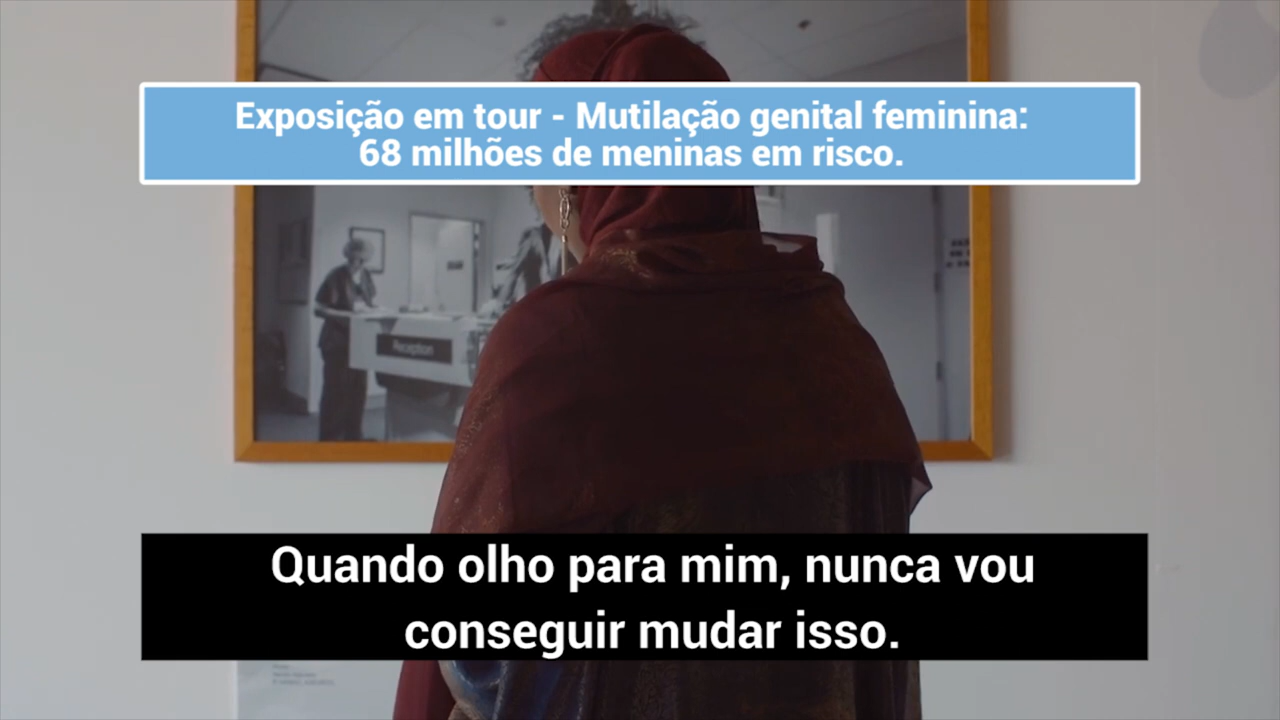 Exposição em tour - Mutilação genital feminina:
68 milhões de meninas em risco.
Reception
Quando olho para mim, nunca vou
conseguir mudar isso.